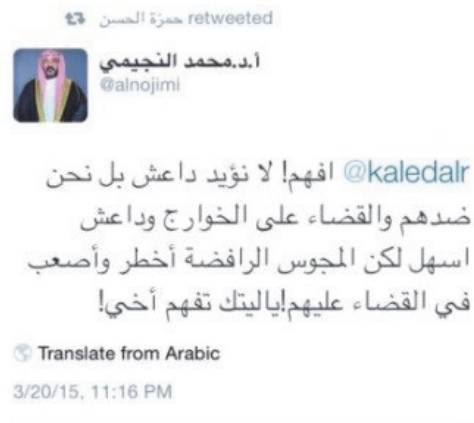 حمزة الحسن retweeted
أ.د.محمد النجيمي
@alnojimi
@kaledalr افهم! لا نؤيد داعش بل نحن
ضدهم والقضاء على الخوارج وداعش
اسهل لكن المجوس الرافضة أخطر وأصعب
في القضاء عليهم!ياليتك تفهم أخي!
Translate from Arabic
3/20/15, 11:16 PM